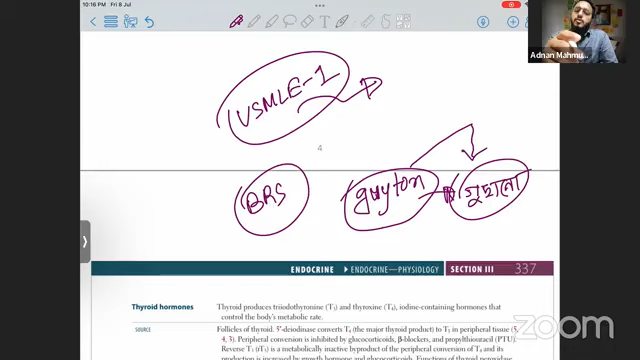 10:16 PM Fri 8 Jul
Adnan Mahmu...
USMLE-1
4
BRS
guyton
গুছানো
ENDOCRINE ▶ ENDOCRINE—PHYSIOLOGY SECTION III 337
Thyroid hormones Thyroid produces triiodothyronine (T3) and thyroxine (T4), iodine-containing hormones that
control the body's metabolic rate.
SOURCE Follicles of thyroid. 5′-deiodinase converts T4 (the major thyroid product) to T3 in peripheral tissue (5,
4, 3). Peripheral conversion is inhibited by glucocorticoids, β-blockers, and propylthiouracil (PTU).
Reverse T3 (rT3) is a metabolically inactive byproduct of the peripheral conversion of T4 and its
production is increased by growth hormone and glucocorticoids. Functions of thyroid peroxidase
zoom